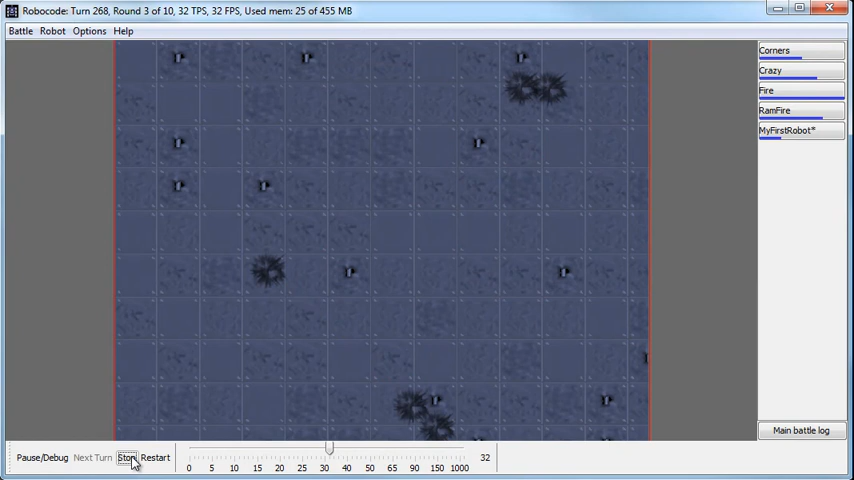 Robocode: Turn 268, Round 3 of 10, 32 TPS, 32 FPS, Used mem: 25 of 455 MB
Battle Robot Options Help
Corners
Crazy
Fire
RamFire
MyFirstRobot*
Main battle log
Pause/Debug Next Turn Stop Restart
32
0 5 10 15 20 25 30 40 50 65 90 150 1000